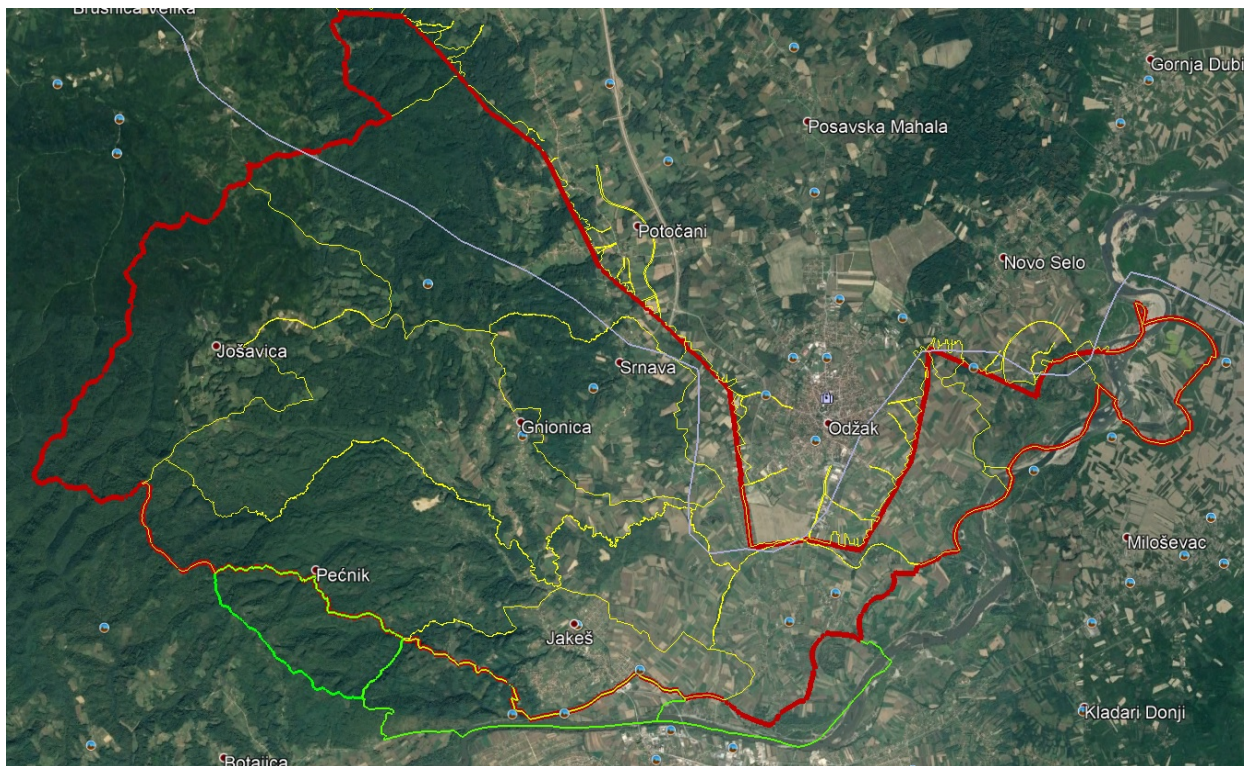 Brusnica Velika
Gornja Dubi
Posavska Mahala
Potočani
Novo Selo
Jošavica
Srnava
Gnionica
Odžak
Miloševac
Pećnik
Jakeš
Kladari Donji
Botajica